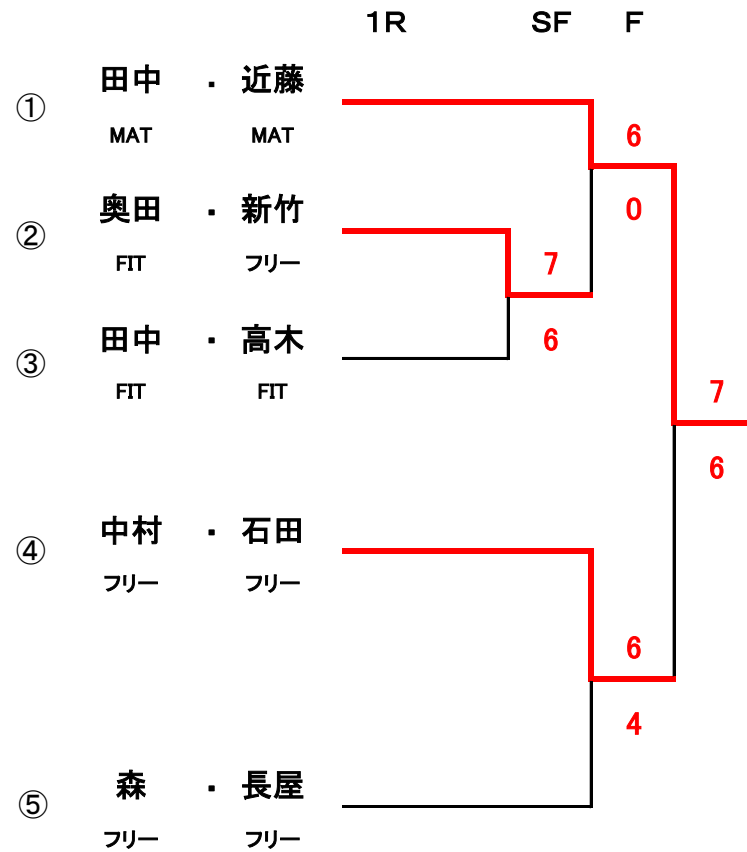 1R SF F
① 田中 ・ 近藤
MAT MAT
6
② 奥田 ・ 新竹
0
FIT フリー
7
③ 田中 ・ 高木
6
FIT FIT
7
6
④ 中村 ・ 石田
フリー フリー
6
4
⑤ 森 ・ 長屋
フリー フリー